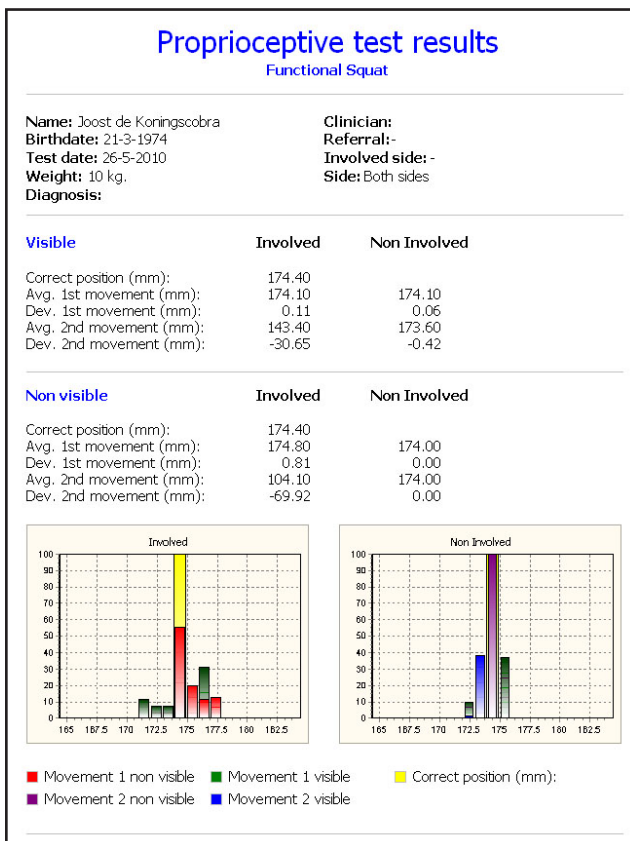 Proprioceptive test results
Functional Squat
Name: Joost de Koningscobra
Birthdate: 21-3-1974
Test date: 26-5-2010
Weight: 10 kg.
Diagnosis:
Clinician:
Referral:-
Involved side: -
Side: Both sides
Visible Involved Non Involved
Correct position (mm): 174.40
Avg. 1st movement (mm): 174.10 174.10
Dev. 1st movement (mm): 0.11 0.06
Avg. 2nd movement (mm): 143.40 173.60
Dev. 2nd movement (mm): -30.65 -0.42
Non visible Involved Non Involved
Correct position (mm): 174.40
Avg. 1st movement (mm): 174.80 174.00
Dev. 1st movement (mm): 0.81 0.00
Avg. 2nd movement (mm): 104.10 174.00
Dev. 2nd movement (mm): -69.92 0.00
Involved
100
90
80
70
60
50
40
30
20
10
0
165 167.5 170 172.5 175 177.5 180 182.5
Non Involved
100
90
80
70
60
50
40
30
20
10
0
165 167.5 170 172.5 175 177.5 180 182.5
Movement 1 non visible Movement 1 visible Correct position (mm):
Movement 2 non visible Movement 2 visible